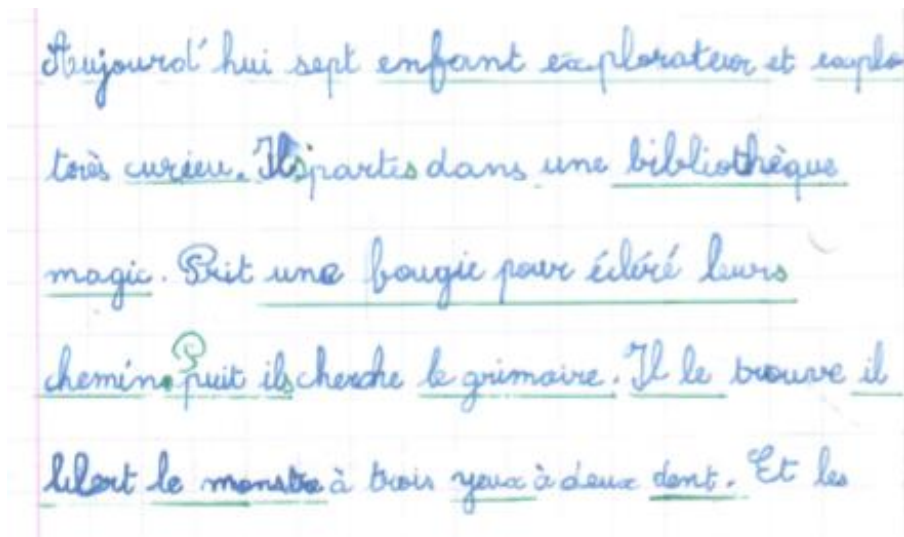 Aujourd'hui sept enfant explorateur et explo
très curieu. Ils partes dans une bibliothèque
magic. Prit une bougie pour écléré leurs
chemin. Puit ils cherche le grimoire. Il le trouve il
libert le monstre à trois yeux à deux dent. Et les